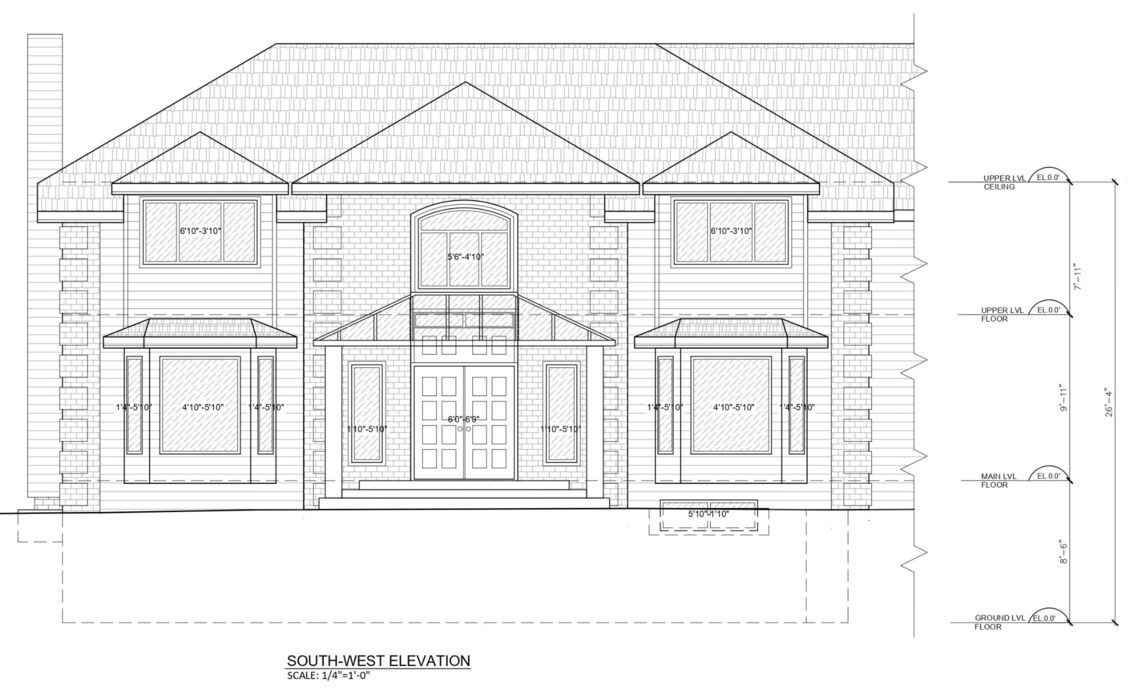 UPPER LVL EL.0.0'
CEILING
6'10"-3'10" 6'10"-3'10"
5'6"-4'10"
7'-11"
UPPER LVL EL.0.0'
FLOOR
1'4"-5'10" 4'10"-5'10" 1'4"-5'10" 1'4"-5'10" 4'10"-5'10" 1'4"-5'10"
9'-11"
26'-4"
6'0"-6'9"
1'10"-5'10" 1'10"-5'10"
MAIN LVL EL.0.0'
FLOOR
5'10"-1'10"
8'-6"
GROUND LVL EL.0.0'
FLOOR
SOUTH-WEST ELEVATION
SCALE: 1/4"=1'-0"